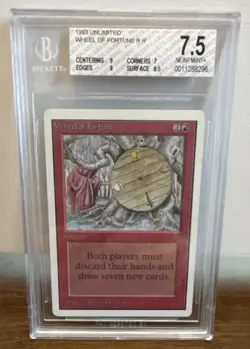 BECKETT
1993 UNLIMITED
WHEEL OF FORTUNE R R
CENTERING 9 CORNERS 7
EDGES 8 SURFACE 8.5
7.5
NEAR MINT+
0011288296
Wheel of Fortune
Both players must
discard their hands and
draw seven new cards.